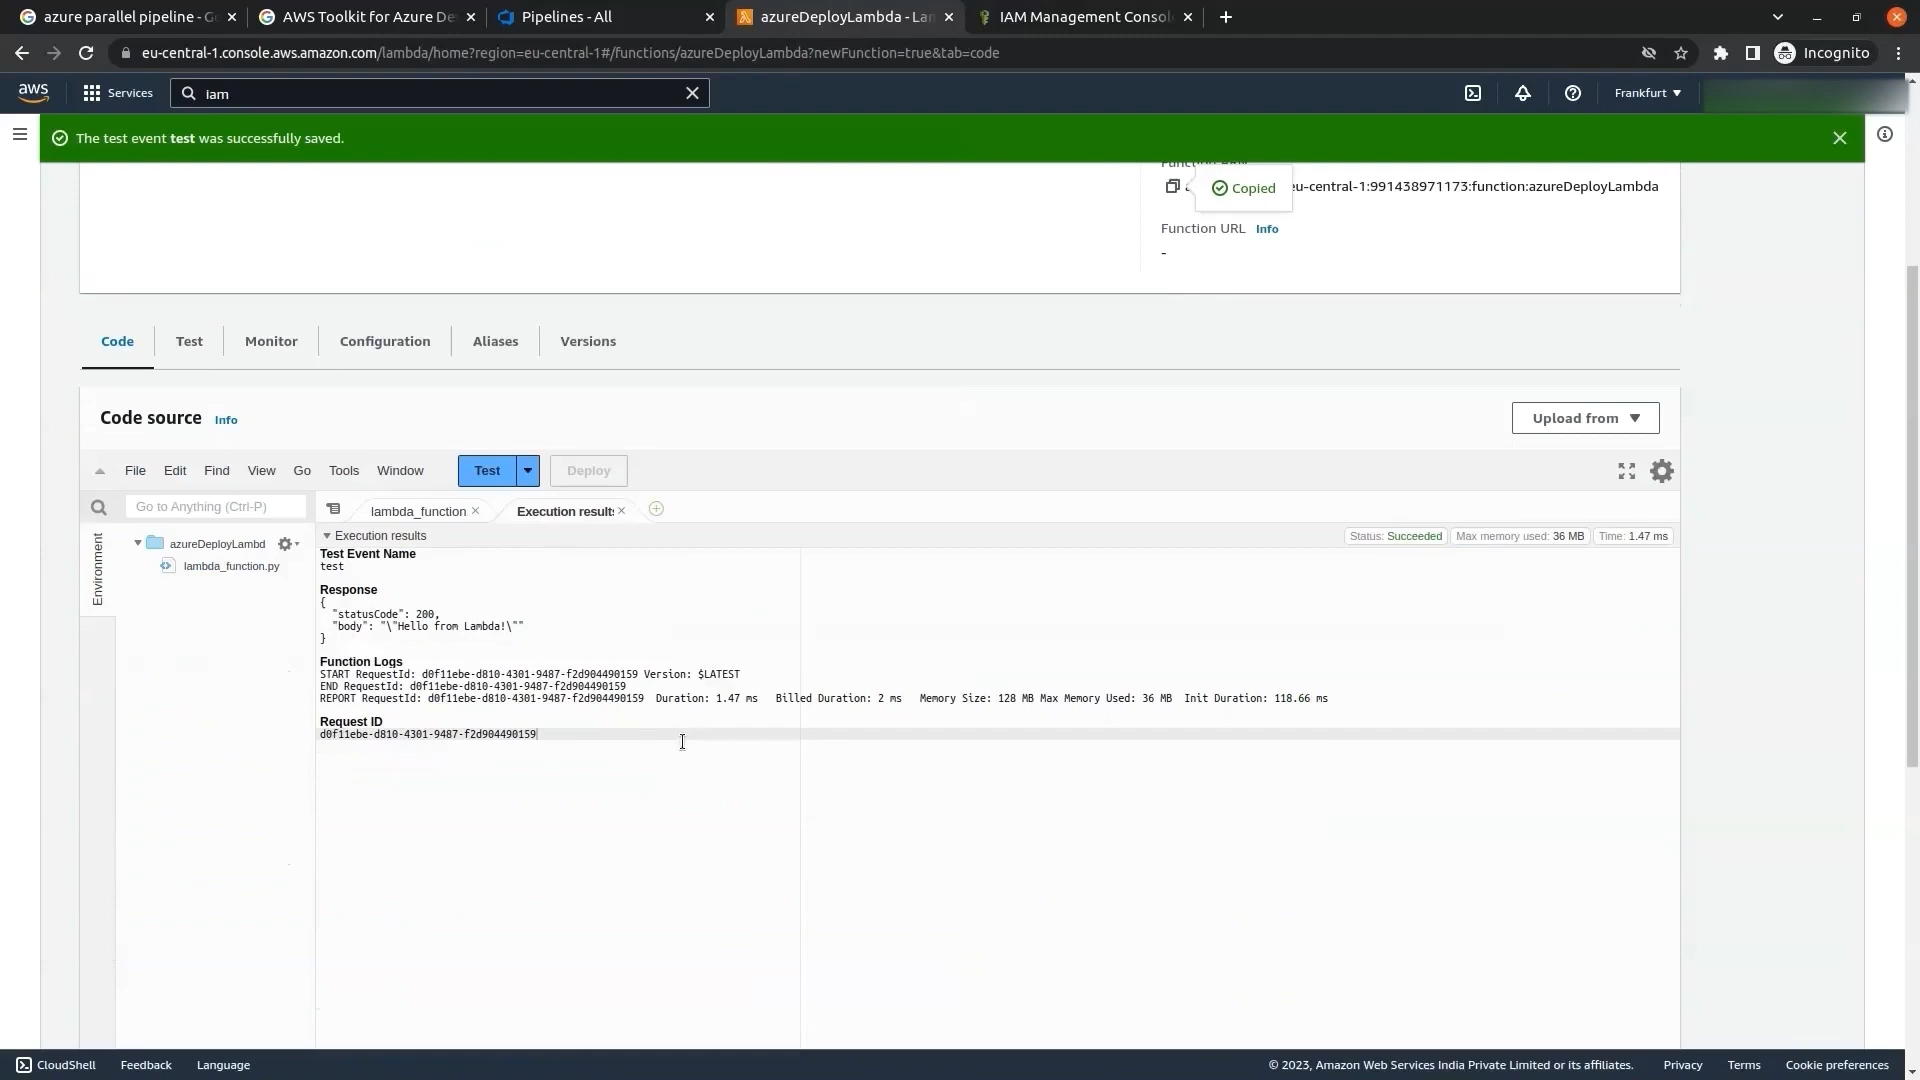 azure parallel pipeline - G
AWS Toolkit for Azure De
Pipelines - All
azureDeployLambda - Lan
IAM Management Consol
eu-central-1.console.aws.amazon.com/lambda/home?region=eu-central-1#/functions/azureDeployLambda?newFunction=true&tab=code
Incognito
aws
Services
iam
Frankfurt
The test event test was successfully saved.
Copied
eu-central-1:991438971173:function:azureDeployLambda
Function URL Info
-
Code
Test
Monitor
Configuration
Aliases
Versions
Code source Info
Upload from
File
Edit
Find
View
Go
Tools
Window
Test
Deploy
Go to Anything (Ctrl-P)
lambda_function
Execution results
Environment
azureDeployLambd
lambda_function.py
Execution results
Status: Succeeded
Max memory used: 36 MB
Time: 1.47 ms
Test Event Name
test
Response
{
"statusCode": 200,
"body": "\"Hello from Lambda!\""
}
Function Logs
START RequestId: d0f11ebe-d810-4301-9487-f2d904490159 Version: $LATEST
END RequestId: d0f11ebe-d810-4301-9487-f2d904490159
REPORT RequestId: d0f11ebe-d810-4301-9487-f2d904490159 Duration: 1.47 ms Billed Duration: 2 ms Memory Size: 128 MB Max Memory Used: 36 MB Init Duration: 118.66 ms
Request ID
d0f11ebe-d810-4301-9487-f2d904490159
CloudShell
Feedback
Language
© 2023, Amazon Web Services India Private Limited or its affiliates.
Privacy
Terms
Cookie preferences